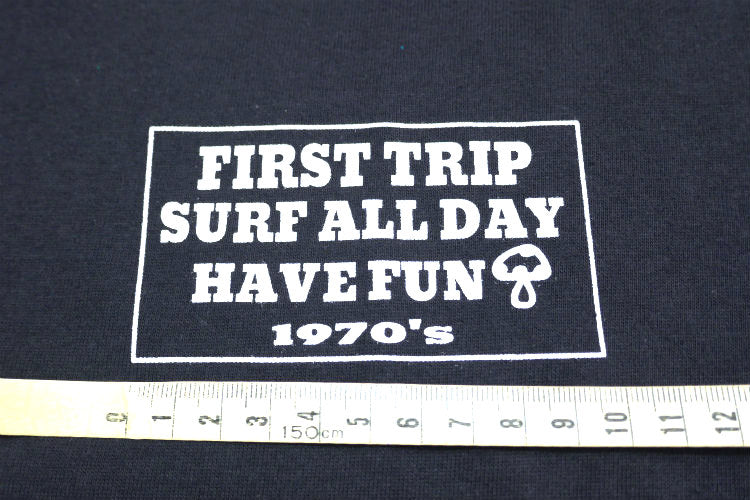 FIRST TRIP
SURF ALL DAY
HAVE FUN
1970's
0 1 2 3 4 5 6 7 8 9 10 11 12
150cm